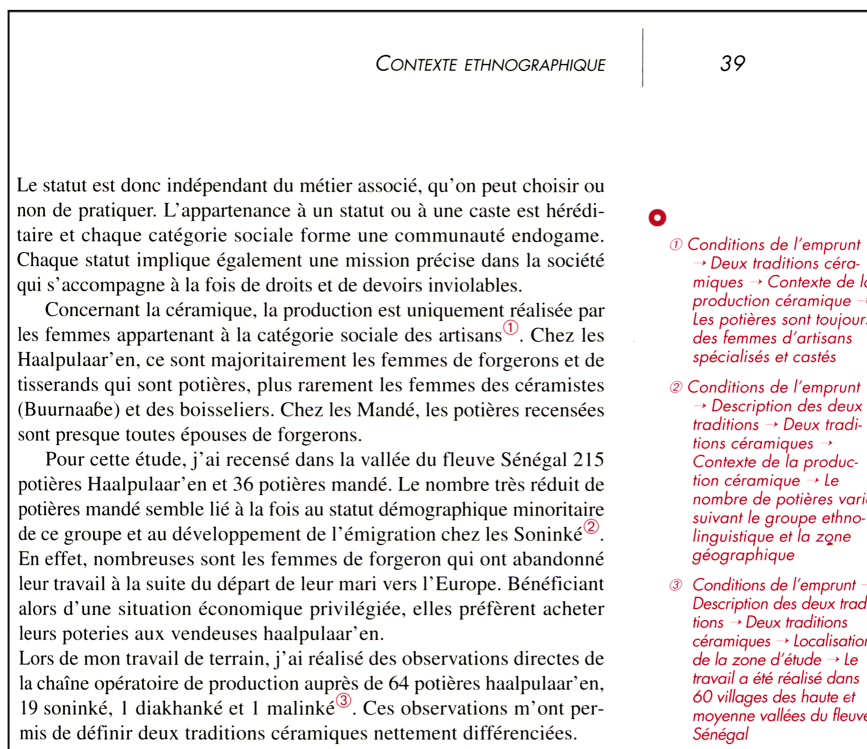 CONTEXTE ETHNOGRAPHIQUE
39
Le statut est donc indépendant du métier associé, qu'on peut choisir ou
non de pratiquer. L'appartenance à un statut ou à une caste est hérédi-
taire et chaque catégorie sociale forme une communauté endogame.
Chaque statut implique également une mission précise dans la société
qui s'accompagne à la fois de droits et de devoirs inviolables.
Concernant la céramique, la production est uniquement réalisée par
les femmes appartenant à la catégorie sociale des artisans①. Chez les
Haalpulaar'en, ce sont majoritairement les femmes de forgerons et de
tisserands qui sont potières, plus rarement les femmes des céramistes
(Buurnaaɓe) et des boisseliers. Chez les Mandé, les potières recensées
sont presque toutes épouses de forgerons.
Pour cette étude, j'ai recensé dans la vallée du fleuve Sénégal 215
potières Haalpulaar'en et 36 potières mandé. Le nombre très réduit de
potières mandé semble lié à la fois au statut démographique minoritaire
de ce groupe et au développement de l'émigration chez les Soninké②.
En effet, nombreuses sont les femmes de forgeron qui ont abandonné
leur travail à la suite du départ de leur mari vers l'Europe. Bénéficiant
alors d'une situation économique privilégiée, elles préfèrent acheter
leurs poteries aux vendeuses haalpulaar'en.
Lors de mon travail de terrain, j'ai réalisé des observations directes de
la chaîne opératoire de production auprès de 64 potières haalpulaar'en,
19 soninké, 1 diakhanké et 1 malinké③. Ces observations m'ont per-
mis de définir deux traditions céramiques nettement différenciées.
① Conditions de l'emprunt
→ Deux traditions céra-
miques → Contexte de la
production céramique →
Les potières sont toujours
des femmes d'artisans
spécialisés et castés
② Conditions de l'emprunt
→ Description des deux
traditions → Deux tradi-
tions céramiques →
Contexte de la produc-
tion céramique → Le
nombre de potières varie
suivant le groupe ethno-
linguistique et la zone
géographique
③ Conditions de l'emprunt →
Description des deux tradi
tions → Deux traditions
céramiques → Localisation
de la zone d'étude → Le
travail a été réalisé dans
60 villages des haute et
moyenne vallées du fleuve
Sénégal